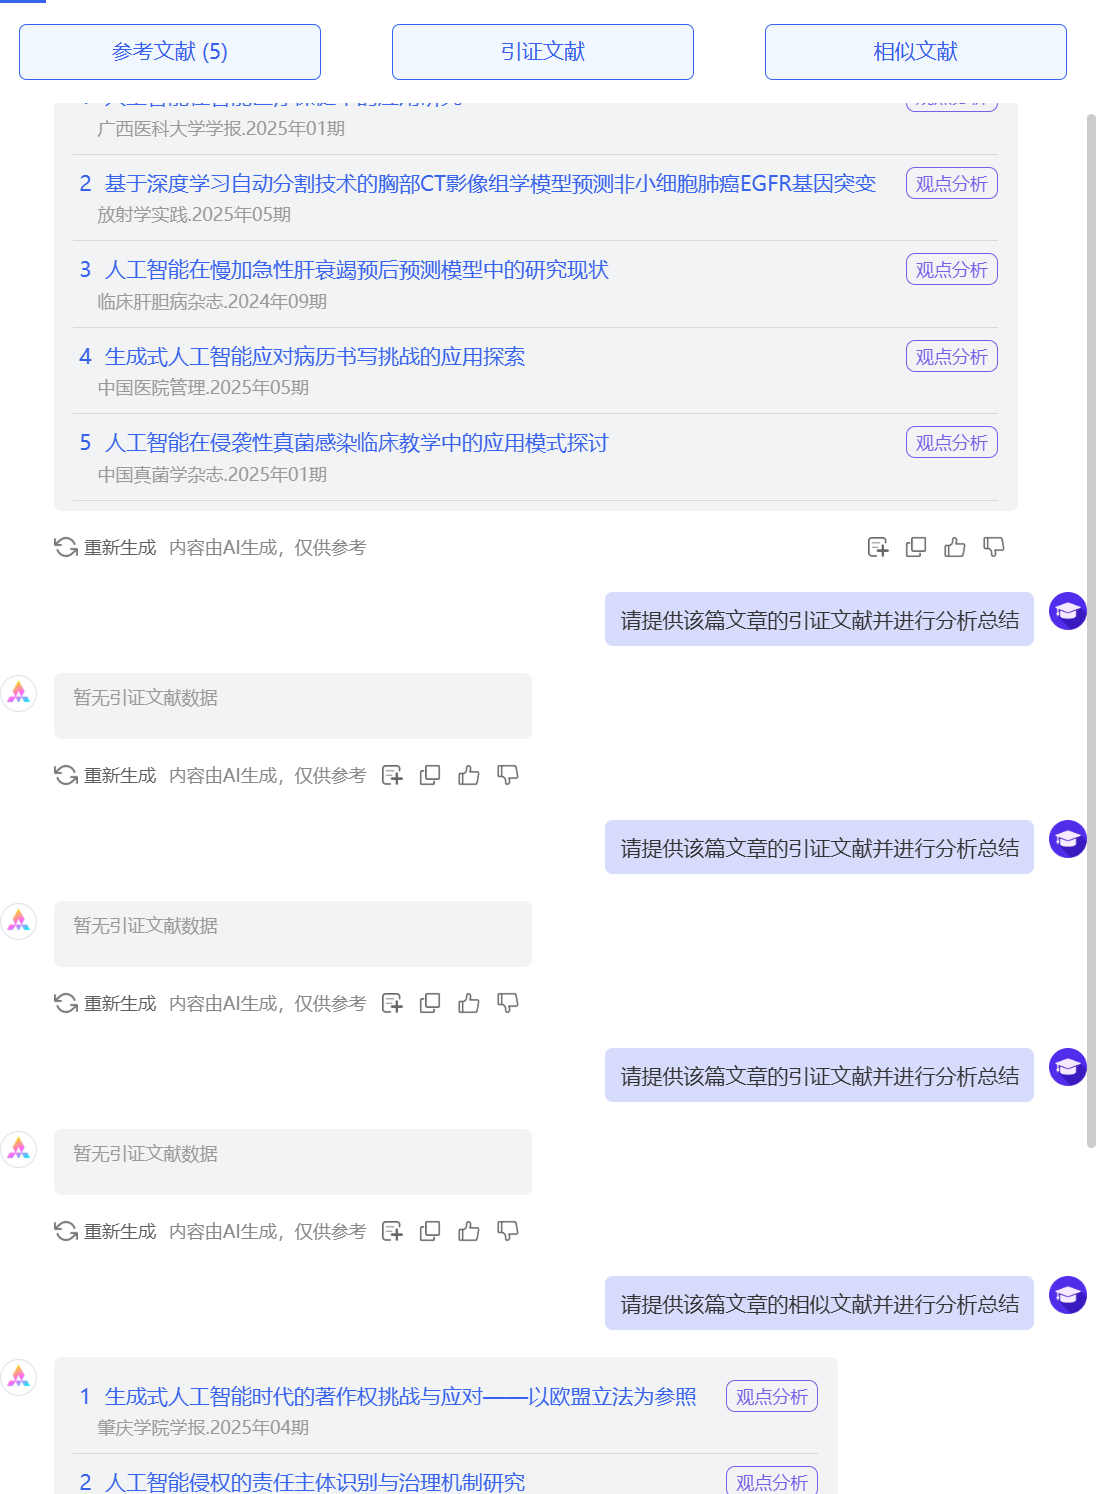 参考文献 (5)
引证文献
相似文献
广西医科大学学报.2025年01期
2 基于深度学习自动分割技术的胸部CT影像组学模型预测非小细胞肺癌EGFR基因突变
观点分析
放射学实践.2025年05期
3 人工智能在慢加急性肝衰竭预后预测模型中的研究现状
观点分析
临床肝胆病杂志.2024年09期
4 生成式人工智能应对病历书写挑战的应用探索
观点分析
中国医院管理.2025年05期
5 人工智能在侵袭性真菌感染临床教学中的应用模式探讨
观点分析
中国真菌学杂志.2025年01期
重新生成 内容由AI生成，仅供参考
请提供该篇文章的引证文献并进行分析总结
暂无引证文献数据
重新生成 内容由AI生成，仅供参考
请提供该篇文章的引证文献并进行分析总结
暂无引证文献数据
重新生成 内容由AI生成，仅供参考
请提供该篇文章的引证文献并进行分析总结
暂无引证文献数据
重新生成 内容由AI生成，仅供参考
请提供该篇文章的相似文献并进行分析总结
1 生成式人工智能时代的著作权挑战与应对——以欧盟立法为参照
观点分析
肇庆学院学报.2025年04期
2 人工智能侵权的责任主体识别与治理机制研究
观点分析